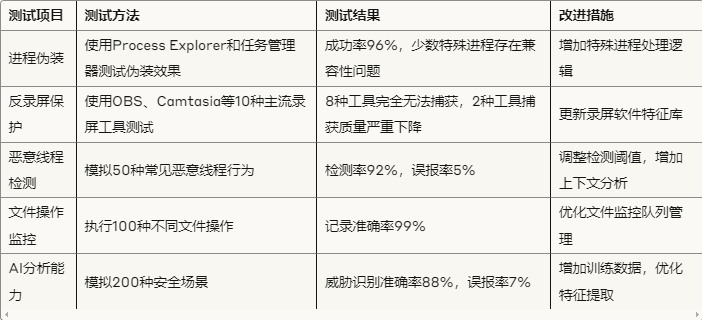 测试项目 测试方法 测试结果 改进措施
进程伪装
使用Process Explorer和任务管理
器测试伪装效果
成功率96%，少数特殊进程存在兼
容性问题
增加特殊进程处理逻
辑
反录屏保
护
使用OBS、Camtasia等10种主流录
屏工具测试
8种工具完全无法捕获，2种工具捕
获质量严重下降
更新录屏软件特征库
恶意线程
检测
模拟50种常见恶意线程行为
检测率92%，误报率5%
调整检测阈值，增加
上下文分析
文件操作
监控
执行100种不同文件操作
记录准确率99%
优化文件监控队列管
理
AI分析能
力
模拟200种安全场景
威胁识别准确率88%，误报率7%
增加训练数据，优化
特征提取